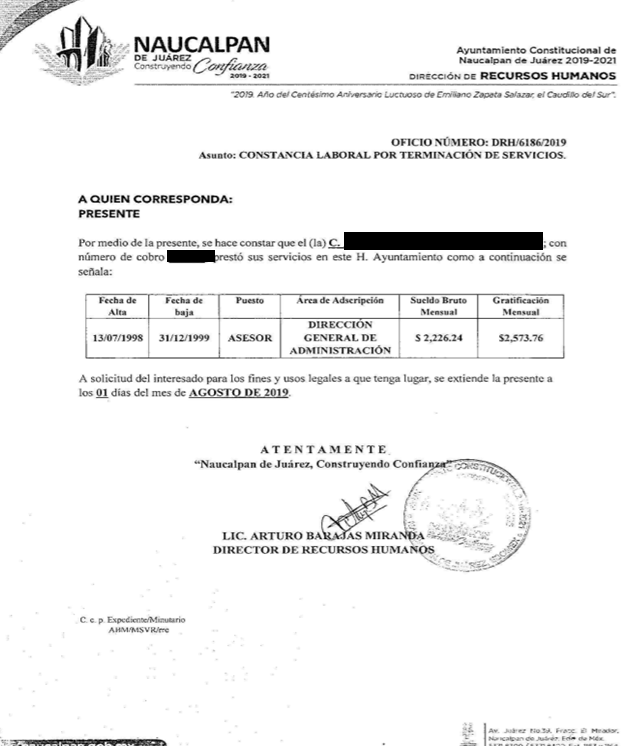 NAUCALPAN
DE JUÁREZ
Construyendo Confianza
2019 - 2021
Ayuntamiento Constitucional de
Naucalpan de Juárez 2019-2021
DIRECCIÓN DE RECURSOS HUMANOS
"2019. Año del Centésimo Aniversario Luctuoso de Emiliano Zapata Salazar, el Caudillo del Sur".
OFICIO NÚMERO: DRH/6186/2019
Asunto: CONSTANCIA LABORAL POR TERMINACIÓN DE SERVICIOS.
A QUIEN CORRESPONDA:
PRESENTE
Por medio de la presente, se hace constar que el (la) C. ; con
número de cobro prestó sus servicios en este H. Ayuntamiento como a continuación se
señala:
Fecha de Alta Fecha de baja Puesto Área de Adscripción Sueldo Bruto Mensual Gratificación Mensual
13/07/1998 31/12/1999 ASESOR DIRECCIÓN GENERAL DE ADMINISTRACIÓN $ 2,226.24 $2,573.76
A solicitud del interesado para los fines y usos legales a que tenga lugar, se extiende la presente a
los 01 días del mes de AGOSTO DE 2019.
A T E N T A M E N T E
"Naucalpan de Juárez, Construyendo Confianza"
LIC. ARTURO BARAJAS MIRANDA
DIRECTOR DE RECURSOS HUMANOS
C. c. p. Expediente/Minutario
AHM/MSVR/erc
naucalpan.gob.mx
Av. Juárez No.39, Fracc. El Mirador,
Naucalpan de Juárez, Edo. de Méx.